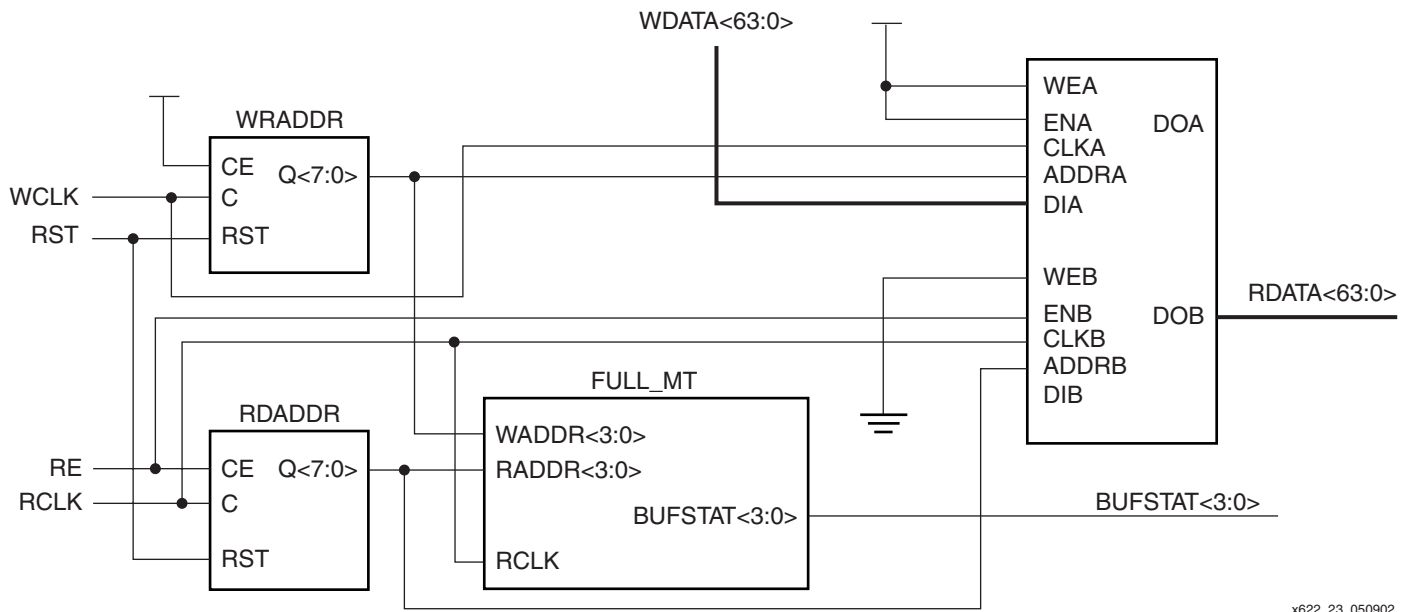 WDATA<63:0>
WRADDR
CE
Q<7:0>
C
RST
WCLK
RST
WEA
ENA
DOA
CLKA
ADDRA
DIA
WEB
ENB
DOB
CLKB
ADDRB
DIB
RDATA<63:0>
RDADDR
CE
Q<7:0>
C
RST
RE
RCLK
FULL_MT
WADDR<3:0>
RADDR<3:0>
BUFSTAT<3:0>
RCLK
BUFSTAT<3:0>
x622_23_050902